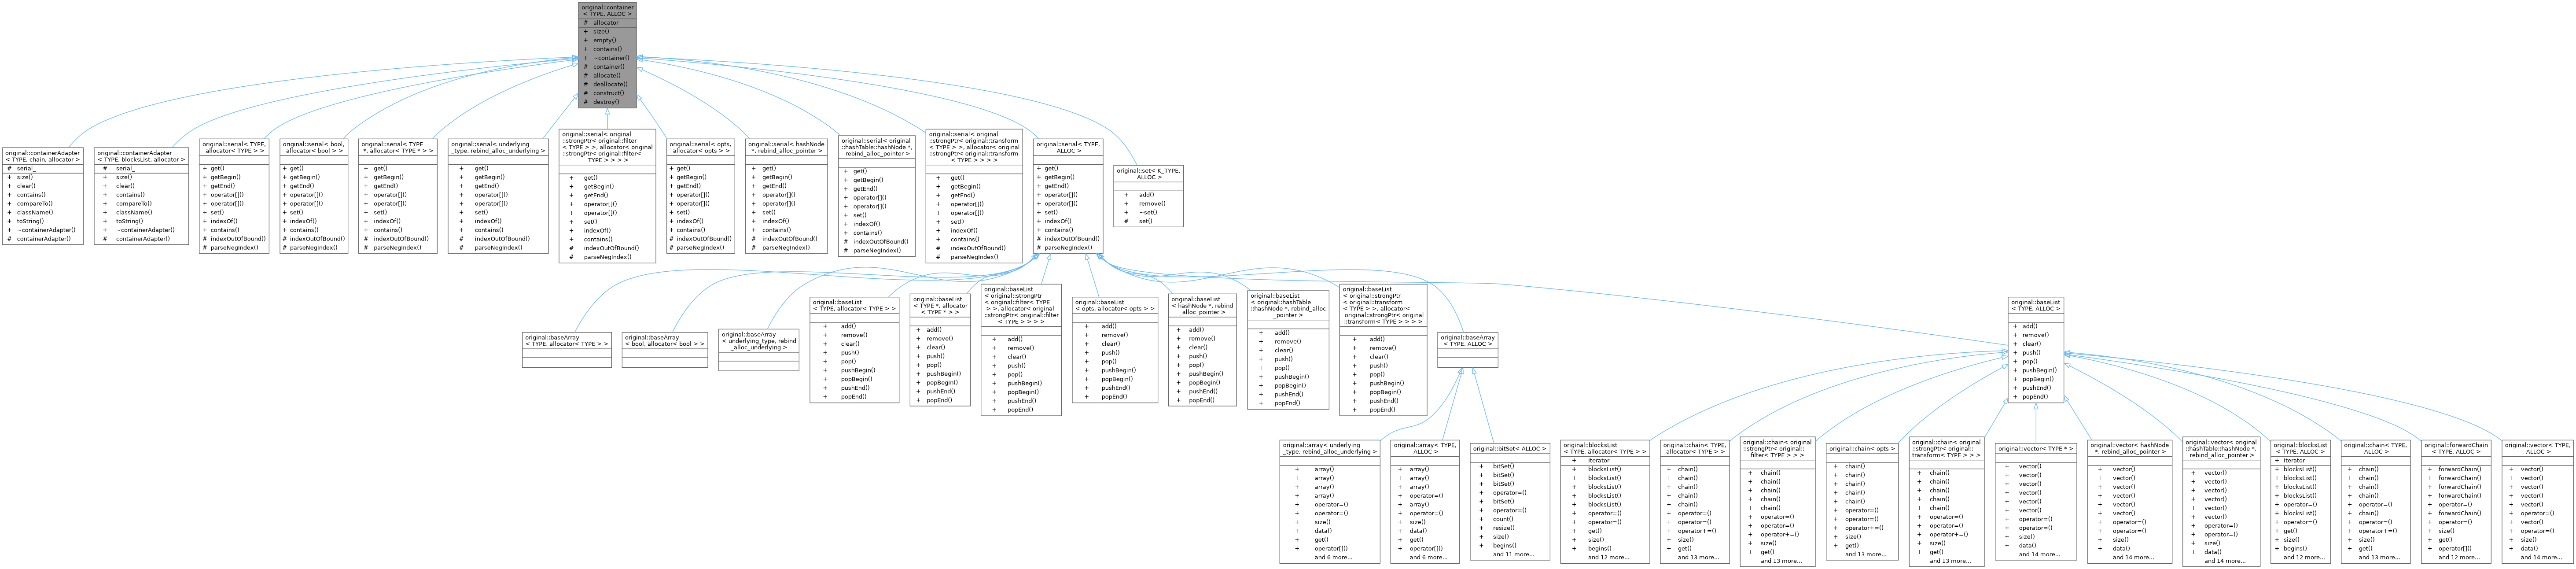 original::container
< TYPE, ALLOC >
# allocator
+ size()
+ empty()
+ contains()
+ ~container()
# container()
# allocate()
# deallocate()
# construct()
# destroy()
original::containerAdapter
< TYPE, chain, allocator >
# serial_
+ size()
+ clear()
+ contains()
+ compareTo()
+ className()
+ toString()
+ ~containerAdapter()
# containerAdapter()
original::containerAdapter
< TYPE, blocksList, allocator >
# serial_
+ size()
+ clear()
+ contains()
+ compareTo()
+ className()
+ toString()
+ ~containerAdapter()
# containerAdapter()
original::serial< TYPE,
allocator< TYPE > >
+ get()
+ getBegin()
+ getEnd()
+ operator[]()
+ operator[]()
+ set()
+ indexOf()
+ contains()
# indexOutOfBound()
# parseNegIndex()
original::serial< bool,
allocator< bool > >
+ get()
+ getBegin()
+ getEnd()
+ operator[]()
+ operator[]()
+ set()
+ indexOf()
+ contains()
# indexOutOfBound()
# parseNegIndex()
original::serial< TYPE
*, allocator< TYPE * > >
+ get()
+ getBegin()
+ getEnd()
+ operator[]()
+ operator[]()
+ set()
+ indexOf()
+ contains()
# indexOutOfBound()
# parseNegIndex()
original::serial< underlying
_type, rebind_alloc_underlying >
+ get()
+ getBegin()
+ getEnd()
+ operator[]()
+ operator[]()
+ set()
+ indexOf()
+ contains()
# indexOutOfBound()
# parseNegIndex()
original::serial< original
::strongPtr< original::filter
< TYPE > >, allocator< original
::strongPtr< original::filter<
TYPE > > > >
+ get()
+ getBegin()
+ getEnd()
+ operator[]()
+ operator[]()
+ set()
+ indexOf()
+ contains()
# indexOutOfBound()
# parseNegIndex()
original::serial< opts,
allocator< opts > >
+ get()
+ getBegin()
+ getEnd()
+ operator[]()
+ operator[]()
+ set()
+ indexOf()
+ contains()
# indexOutOfBound()
# parseNegIndex()
original::serial< hashNode
*, rebind_alloc_pointer >
+ get()
+ getBegin()
+ getEnd()
+ operator[]()
+ operator[]()
+ set()
+ indexOf()
+ contains()
# indexOutOfBound()
# parseNegIndex()
original::serial< original
::hashTable::hashNode *,
rebind_alloc_pointer >
+ get()
+ getBegin()
+ getEnd()
+ operator[]()
+ operator[]()
+ set()
+ indexOf()
+ contains()
# indexOutOfBound()
# parseNegIndex()
original::serial< original
::strongPtr< original::transform
< TYPE > >, allocator< original
::strongPtr< original::transform
< TYPE > > > >
+ get()
+ getBegin()
+ getEnd()
+ operator[]()
+ operator[]()
+ set()
+ indexOf()
+ contains()
# indexOutOfBound()
# parseNegIndex()
original::serial< TYPE,
ALLOC >
+ get()
+ getBegin()
+ getEnd()
+ operator[]()
+ operator[]()
+ set()
+ indexOf()
+ contains()
# indexOutOfBound()
# parseNegIndex()
original::set< K_TYPE,
ALLOC >
+ add()
+ remove()
+ ~set()
# set()
original::baseArray
< TYPE, allocator< TYPE > >
original::baseArray
< bool, allocator< bool > >
original::baseArray
< underlying_type, rebind
_alloc_underlying >
original::baseList
< TYPE, allocator< TYPE > >
+ add()
+ remove()
+ clear()
+ push()
+ pop()
+ pushBegin()
+ popBegin()
+ pushEnd()
+ popEnd()
original::baseList
< TYPE *, allocator
< TYPE * > >
+ add()
+ remove()
+ clear()
+ push()
+ pop()
+ pushBegin()
+ popBegin()
+ pushEnd()
+ popEnd()
original::baseList
< original::strongPtr
< original::filter< TYPE
> >, allocator< original
::strongPtr< original::filter
< TYPE > > > >
+ add()
+ remove()
+ clear()
+ push()
+ pop()
+ pushBegin()
+ popBegin()
+ pushEnd()
+ popEnd()
original::baseList
< opts, allocator< opts > >
+ add()
+ remove()
+ clear()
+ push()
+ pop()
+ pushBegin()
+ popBegin()
+ pushEnd()
+ popEnd()
original::baseList
< hashNode *, rebind
_alloc_pointer >
+ add()
+ remove()
+ clear()
+ push()
+ pop()
+ pushBegin()
+ popBegin()
+ pushEnd()
+ popEnd()
original::baseList
< original::hashTable
::hashNode *, rebind_alloc
_pointer >
+ add()
+ remove()
+ clear()
+ push()
+ pop()
+ pushBegin()
+ popBegin()
+ pushEnd()
+ popEnd()
original::baseList
< original::strongPtr
< original::transform
< TYPE > >, allocator<
original::strongPtr< original
::transform< TYPE > > > >
+ add()
+ remove()
+ clear()
+ push()
+ pop()
+ pushBegin()
+ popBegin()
+ pushEnd()
+ popEnd()
original::baseArray
< TYPE, ALLOC >
original::baseList
< TYPE, ALLOC >
+ add()
+ remove()
+ clear()
+ push()
+ pop()
+ pushBegin()
+ popBegin()
+ pushEnd()
+ popEnd()
original::array< underlying
_type, rebind_alloc_underlying >
+ array()
+ array()
+ array()
+ array()
+ operator=()
+ operator=()
+ size()
+ data()
+ get()
+ operator[]()
and 6 more...
original::array< TYPE,
ALLOC >
+ array()
+ array()
+ array()
+ operator=()
+ array()
+ operator=()
+ size()
+ data()
+ get()
+ operator[]()
and 6 more...
original::bitSet< ALLOC >
+ bitSet()
+ bitSet()
+ bitSet()
+ operator=()
+ bitSet()
+ operator=()
+ count()
+ resize()
+ size()
+ begins()
and 11 more...
original::blocksList
< TYPE, allocator< TYPE > >
+ Iterator
+ blocksList()
+ blocksList()
+ blocksList()
+ blocksList()
+ blocksList()
+ operator=()
+ operator=()
+ get()
+ size()
+ begins()
and 12 more...
original::chain< TYPE,
allocator< TYPE > >
+ chain()
+ chain()
+ chain()
+ chain()
+ chain()
+ operator=()
+ operator=()
+ operator+=()
+ size()
+ get()
and 13 more...
original::chain< original
::strongPtr< original::
filter< TYPE > > >
+ chain()
+ chain()
+ chain()
+ chain()
+ chain()
+ operator=()
+ operator=()
+ operator+=()
+ size()
+ get()
and 13 more...
original::chain< opts >
+ chain()
+ chain()
+ chain()
+ chain()
+ chain()
+ operator=()
+ operator=()
+ operator+=()
+ size()
+ get()
and 13 more...
original::chain< original
::strongPtr< original::
transform< TYPE > > >
+ chain()
+ chain()
+ chain()
+ chain()
+ chain()
+ operator=()
+ operator=()
+ operator+=()
+ size()
+ get()
and 13 more...
original::vector< TYPE * >
+ vector()
+ vector()
+ vector()
+ vector()
+ vector()
+ vector()
+ operator=()
+ operator=()
+ size()
+ data()
and 14 more...
original::vector< hashNode
*, rebind_alloc_pointer >
+ vector()
+ vector()
+ vector()
+ vector()
+ vector()
+ vector()
+ operator=()
+ operator=()
+ size()
+ data()
and 14 more...
original::vector< original
::hashTable::hashNode *,
rebind_alloc_pointer >
+ vector()
+ vector()
+ vector()
+ vector()
+ vector()
+ vector()
+ operator=()
+ operator=()
+ size()
+ data()
and 14 more...
original::blocksList
< TYPE, ALLOC >
+ Iterator
+ blocksList()
+ blocksList()
+ blocksList()
+ blocksList()
+ operator=()
+ blocksList()
+ operator=()
+ get()
+ size()
+ begins()
and 12 more...
original::chain< TYPE,
ALLOC >
+ chain()
+ chain()
+ chain()
+ chain()
+ operator=()
+ chain()
+ operator=()
+ operator+=()
+ size()
+ get()
and 13 more...
original::forwardChain
< TYPE, ALLOC >
+ forwardChain()
+ forwardChain()
+ forwardChain()
+ forwardChain()
+ operator=()
+ forwardChain()
+ operator=()
+ size()
+ get()
+ operator[]()
and 12 more...
original::vector< TYPE,
ALLOC >
+ vector()
+ vector()
+ vector()
+ vector()
+ vector()
+ operator=()
+ vector()
+ operator=()
+ size()
+ data()
and 14 more...